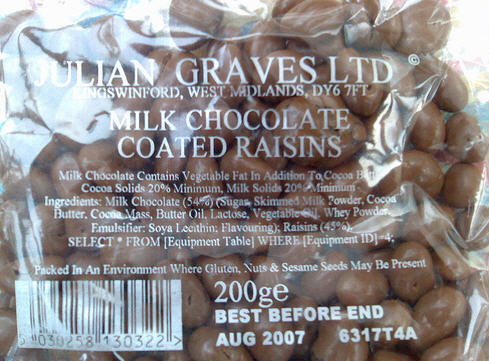 JULIAN GRAVES LTD ©
KINGSWINFORD, WEST MIDLANDS, DY6 7FT
MILK CHOCOLATE
COATED RAISINS
Milk Chocolate Contains Vegetable Fat In Addition To Cocoa Butter
Cocoa Solids 20% Minimum, Milk Solids 20% Minimum
Ingredients: Milk Chocolate (54%) (Sugar, Skimmed Milk Powder, Cocoa
Butter, Cocoa Mass, Butter Oil, Lactose, Vegetable Oil, Whey Powder,
Emulsifier: Soya Lecithin; Flavouring); Raisins (45%).
SELECT * FROM [Equipment Table] WHERE [Equipment ID]=4;
Packed In An Environment Where Gluten, Nuts & Sesame Seeds May Be Present
200ge
BEST BEFORE END
AUG 2007 6317T4A
5 030258 130322 >